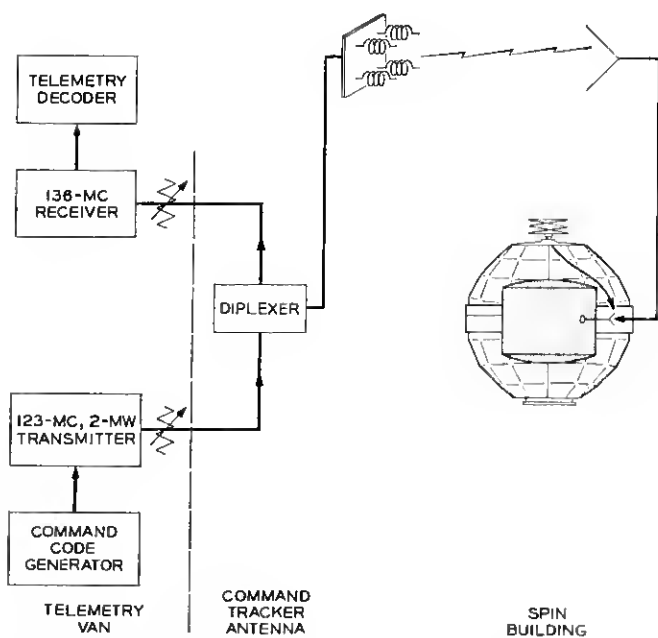 TELEMETRY
DECODER
136-MC
RECEIVER
DIPLEXER
123-MC, 2-MW
TRANSMITTER
COMMAND
CODE
GENERATOR
TELEMETRY
VAN
COMMAND
TRACKER
ANTENNA
SPIN
BUILDING